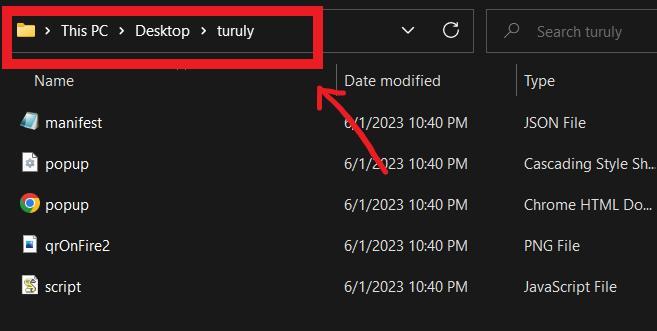 This PC > Desktop > turuly
Search turuly
Name Date modified Type
manifest 6/1/2023 10:40 PM JSON File
popup 6/1/2023 10:40 PM Cascading Style Sh...
popup 6/1/2023 10:40 PM Chrome HTML Do...
qrOnFire2 6/1/2023 10:40 PM PNG File
script 6/1/2023 10:40 PM JavaScript File